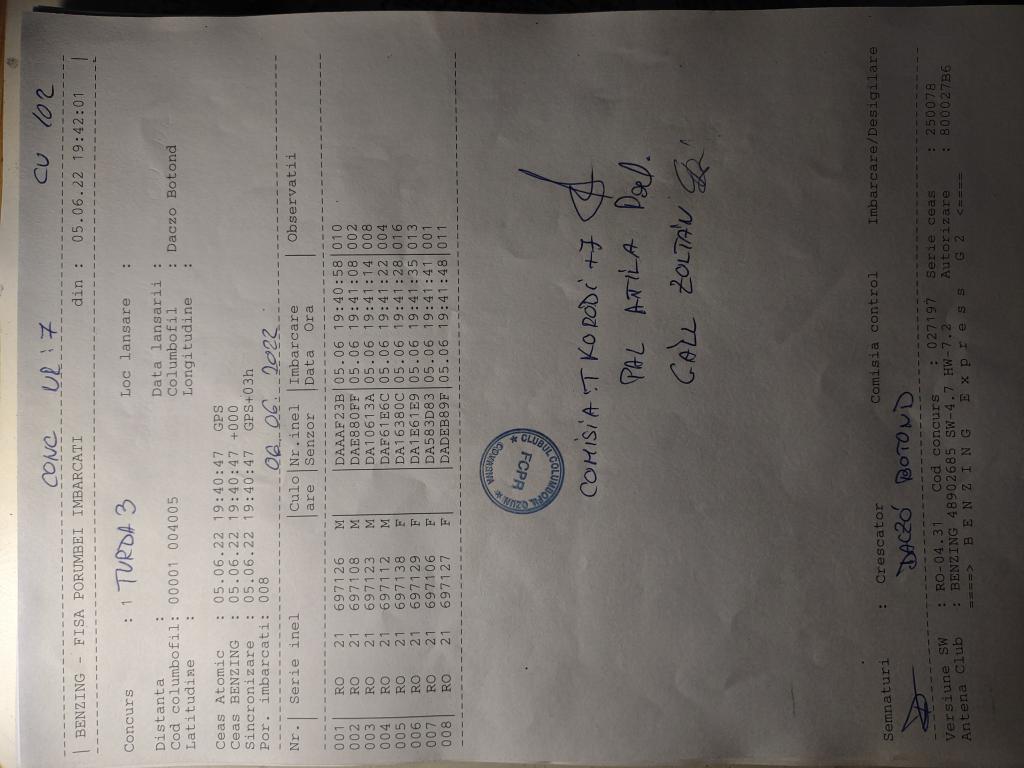 CONC UR:7 CU 102
| BENZING - FISA PORUMBEI IMBARCATI din : 05.06.22 19:42:01 |
Concurs : 1 TURDA 3 Loc lansare :
Distanta : Data lansarii :
Cod columbofil: 00001 004005 Columbofil : Daczo Botond
Latitudine : Longitudine :
Ceas Atomic : 05.06.22 19:40:47 GPS
Ceas BENZING : 05.06.22 19:40:47 +000
Sincronizare : 05.06.22 19:40:47 GPS+03h
Por. imbarcati: 008 06.06.2022
Nr.| Serie inel |Culo|Nr.inel |Imbarcare |Observatii
| |are |Senzor |Data Ora |
001| RO 21 697126 M | |DAAAF23B|05.06 19:40:58|010
002| RO 21 697108 M | |DAE880FF|05.06 19:41:08|002
003| RO 21 697123 M | |DA10613A|05.06 19:41:14|008
004| RO 21 697112 M | |DAF61E6C|05.06 19:41:22|004
005| RO 21 697138 F | |DA16380C|05.06 19:41:28|016
006| RO 21 697129 F | |DA1E61E9|05.06 19:41:35|013
007| RO 21 697106 F | |DA583D83|05.06 19:41:41|001
008| RO 21 697127 F | |DADEB89F|05.06 19:41:48|011
CLUBUL COLUMBOFIL OZUN
FCPR
COVASNA
COMISIA: T KORODI
PAL ATILA
GÁLL ZOLTÁN
Semnaturi : Crescator Comisia control Imbarcare/Desigilare
DACZÓ BOTOND
Versiune SW : RO-04.31 Cod concurs : 027197 Serie ceas : 250078
Antena Club : BENZING 48902685 SW-4.7 HW-7.2 Autorizare : 800027B6
====> B E N Z I N G E x p r e s s G 2 <====